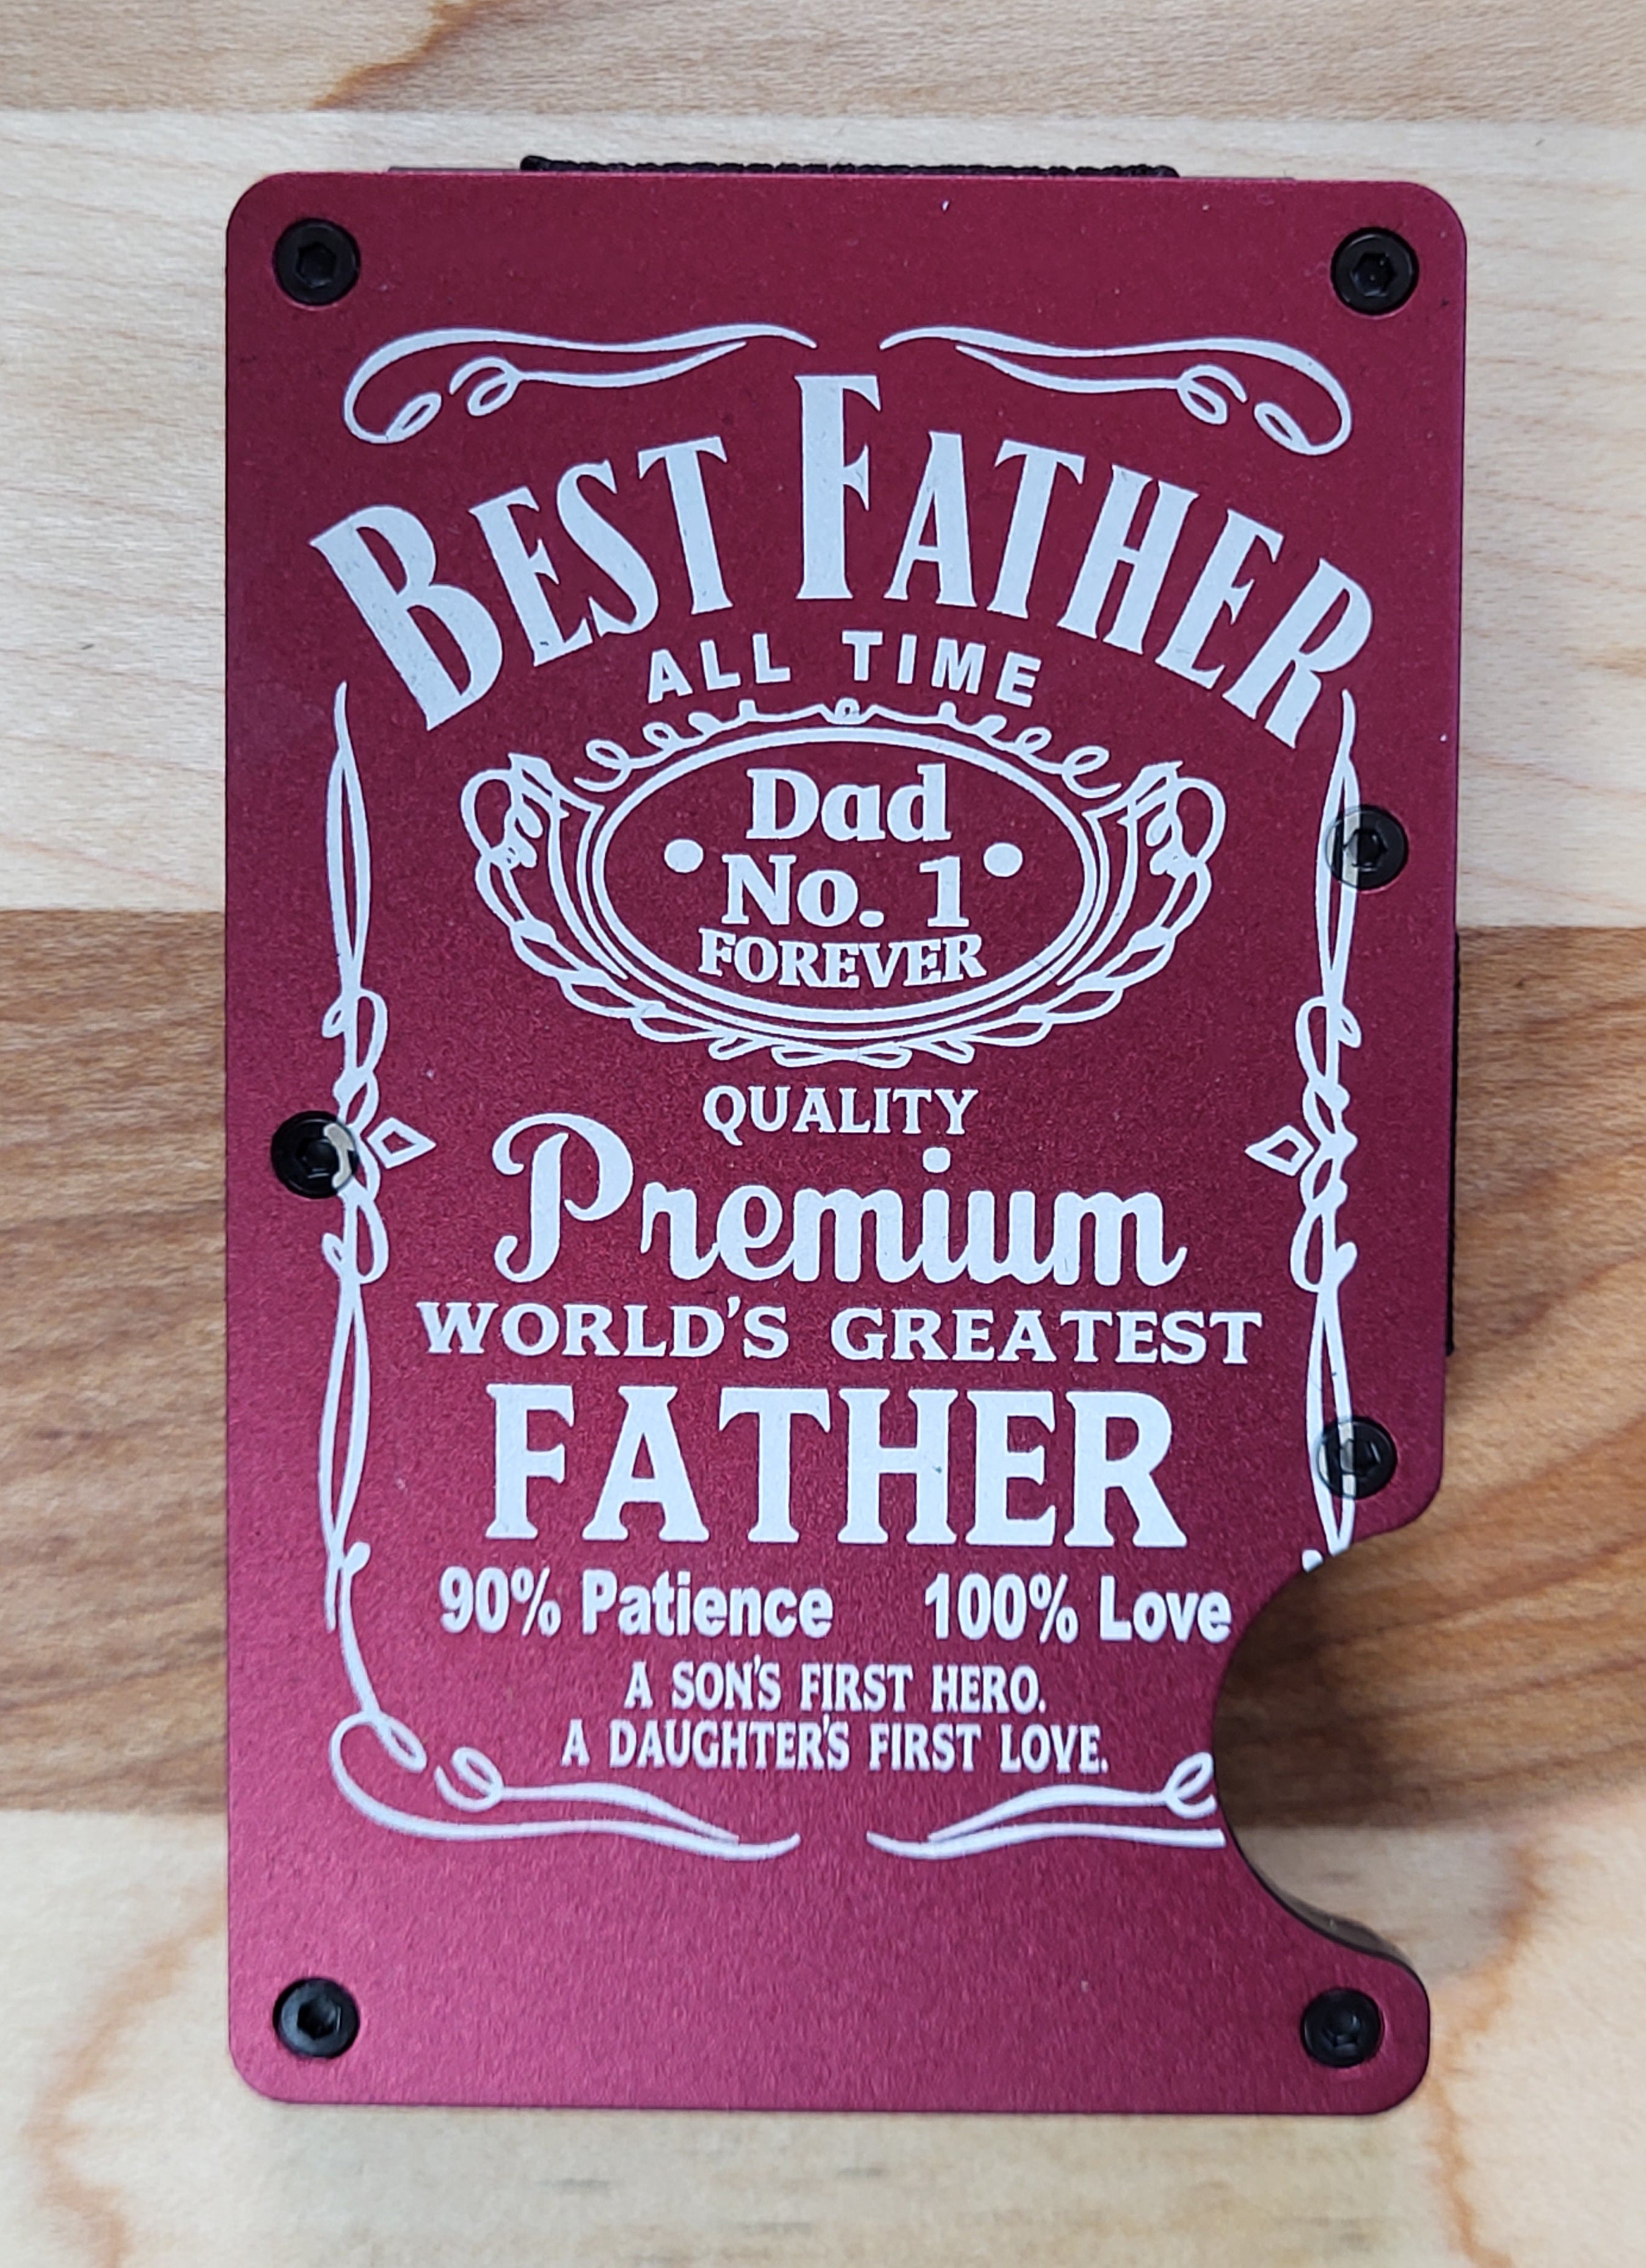 BEST FATHER
ALL TIME
Dad
No. 1
FOREVER
QUALITY
Premium
WORLD'S GREATEST
FATHER
90% Patience 100% Love
A SON'S FIRST HERO.
A DAUGHTER'S FIRST LOVE.